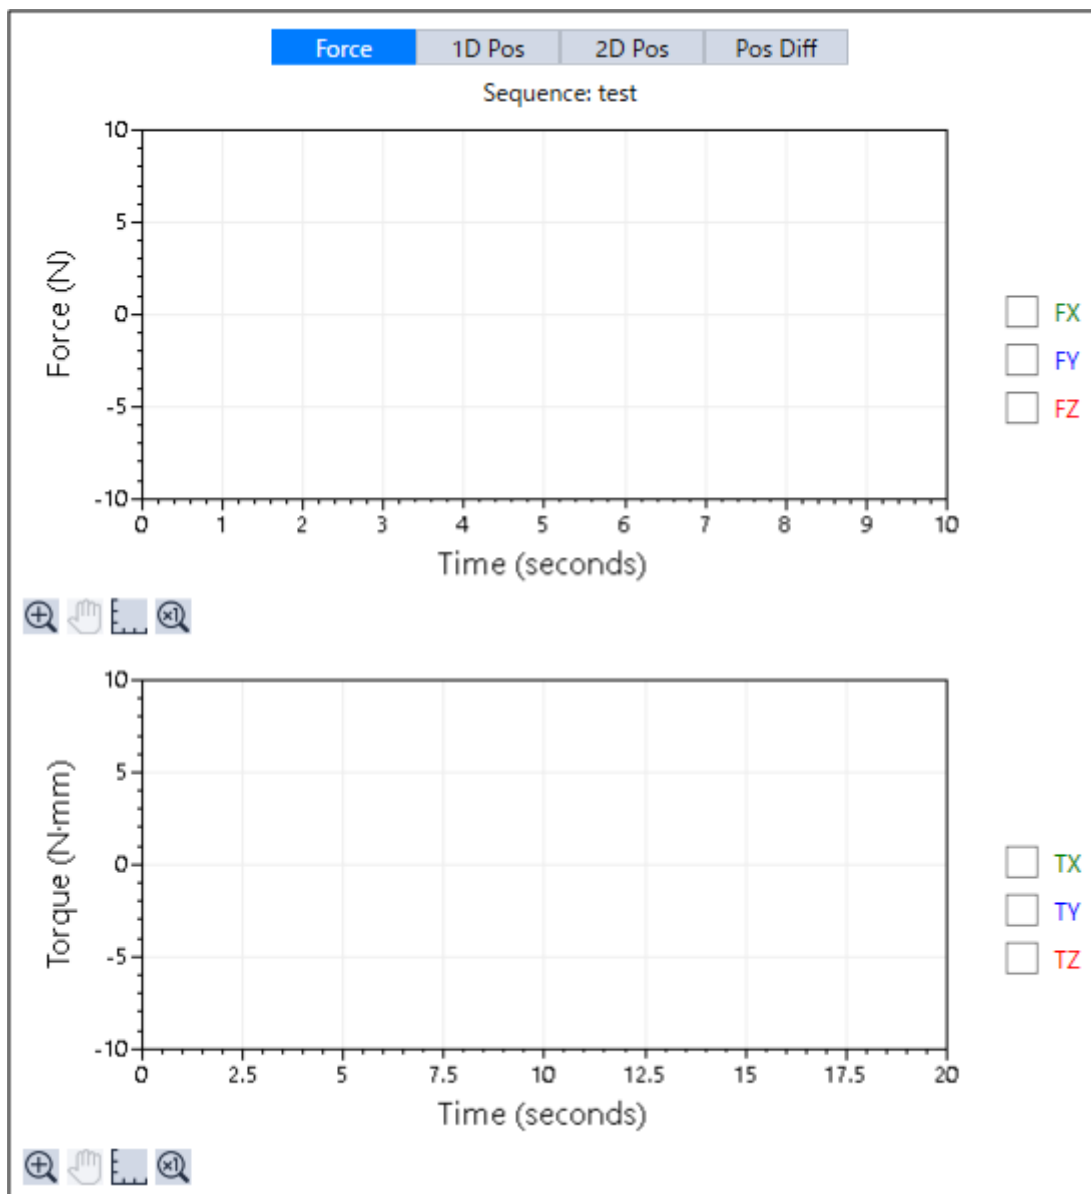 Force 1D Pos 2D Pos Pos Diff
Sequence: test
10
5
0
-5
-10
Force (N)
0 1 2 3 4 5 6 7 8 9 10
Time (seconds)
FX
FY
FZ
×1
10
5
0
-5
-10
Torque (N·mm)
0 2.5 5 7.5 10 12.5 15 17.5 20
Time (seconds)
TX
TY
TZ
×1